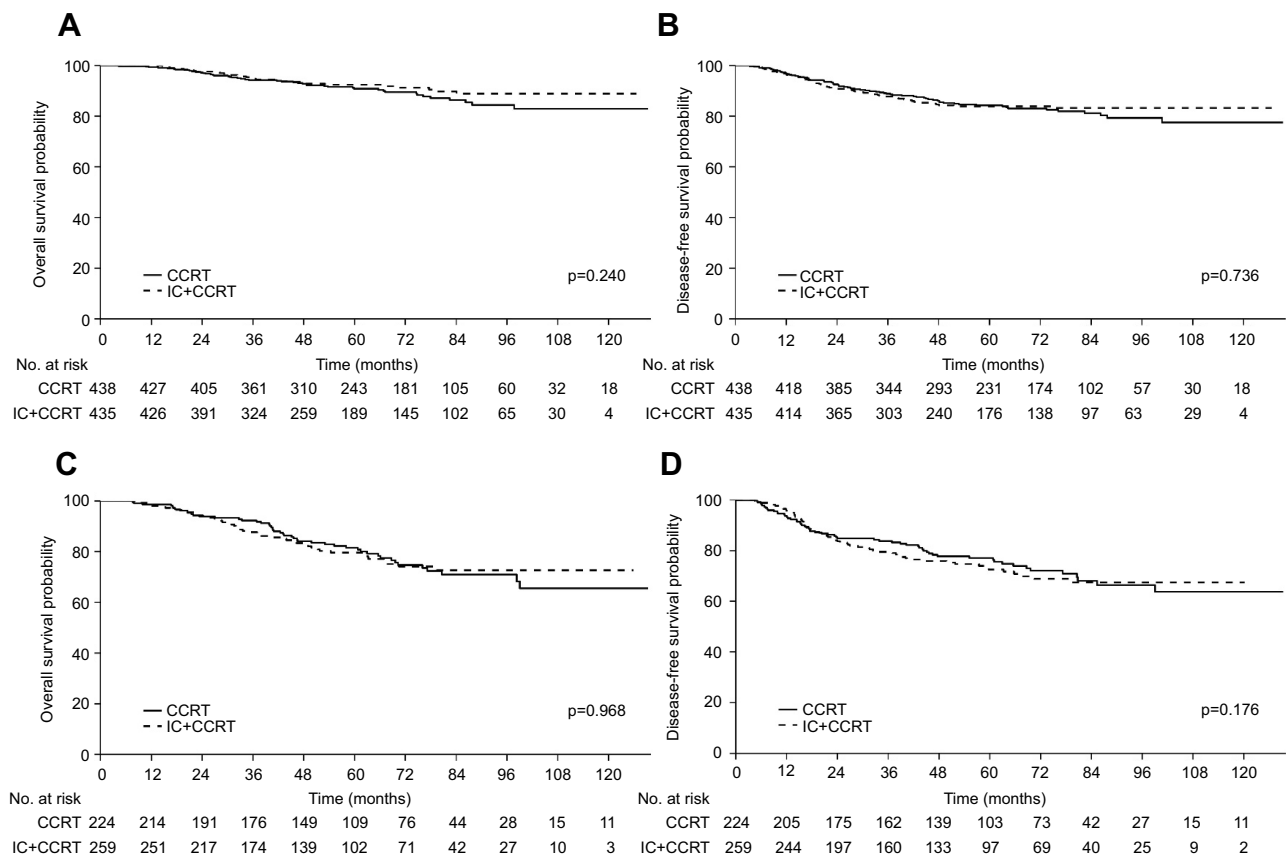 A
100
80
60
40
20
0
Overall survival probability
CCRT
IC+CCRT
p=0.240
0 12 24 36 48 60 72 84 96 108 120
No. at risk
Time (months)
CCRT 438 427 405 361 310 243 181 105 60 32 18
IC+CCRT 435 426 391 324 259 189 145 102 65 30 4
B
100
80
60
40
20
0
Disease-free survival probability
CCRT
IC+CCRT
p=0.736
0 12 24 36 48 60 72 84 96 108 120
No. at risk
Time (months)
CCRT 438 418 385 344 293 231 174 102 57 30 18
IC+CCRT 435 414 365 303 240 176 138 97 63 29 4
C
100
80
60
40
20
0
Overall survival probability
CCRT
IC+CCRT
p=0.968
0 12 24 36 48 60 72 84 96 108 120
No. at risk
Time (months)
CCRT 224 214 191 176 149 109 76 44 28 15 11
IC+CCRT 259 251 217 174 139 102 71 42 27 10 3
D
100
80
60
40
20
0
Disease-free survival probability
CCRT
IC+CCRT
p=0.176
0 12 24 36 48 60 72 84 96 108 120
No. at risk
Time (months)
CCRT 224 205 175 162 139 103 73 42 27 15 11
IC+CCRT 259 244 197 160 133 97 69 40 25 9 2